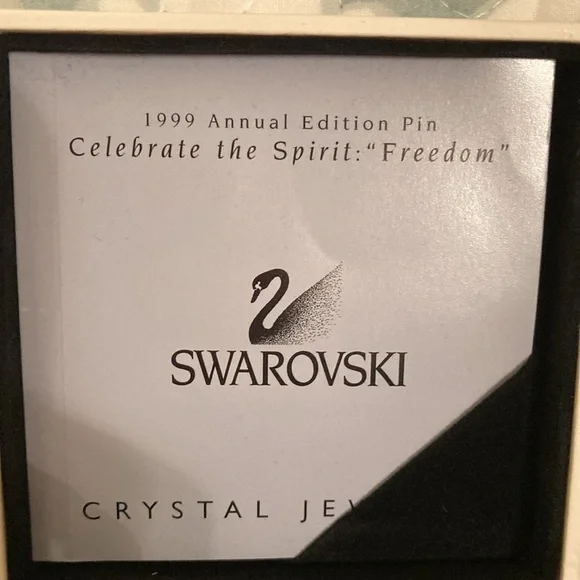 1999 Annual Edition Pin
Celebrate the Spirit: "Freedom"
SWAROVSKI
CRYSTAL